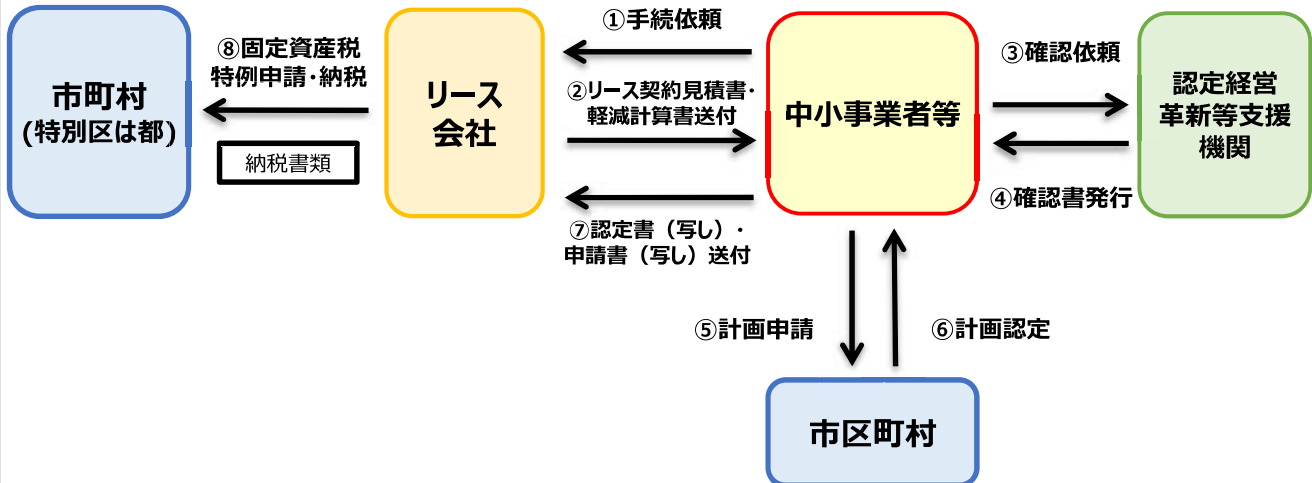 市町村
(特別区は都)
⑧固定資産税
特例申請・納税
納税書類
リース
会社
①手続依頼
②リース契約見積書・
軽減計算書送付
⑦認定書（写し）・
申請書（写し）送付
中小事業者等
③確認依頼
④確認書発行
認定経営
革新等支援
機関
⑤計画申請
⑥計画認定
市区町村